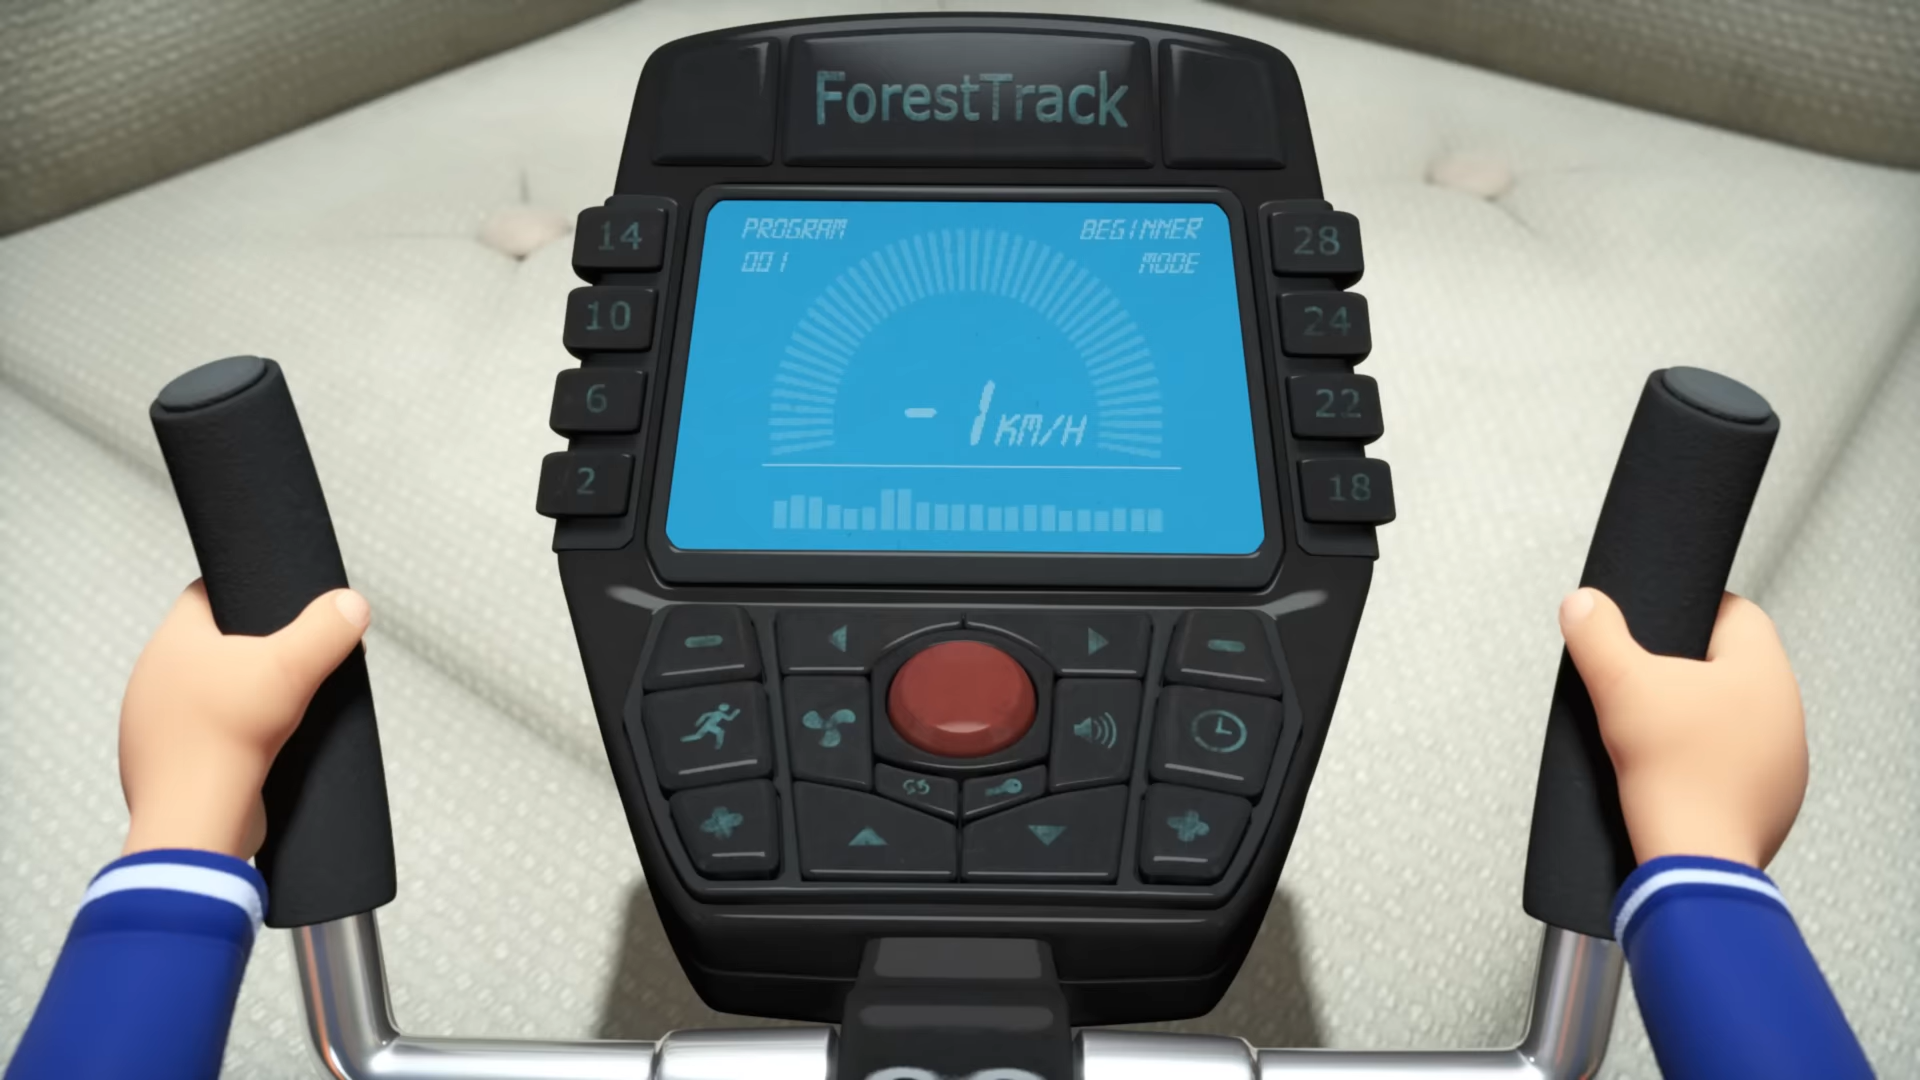 ForestTrack
PROGRAM
001
BEGINNER
MODE
- 1 KM/H
14
10
6
2
28
24
22
18